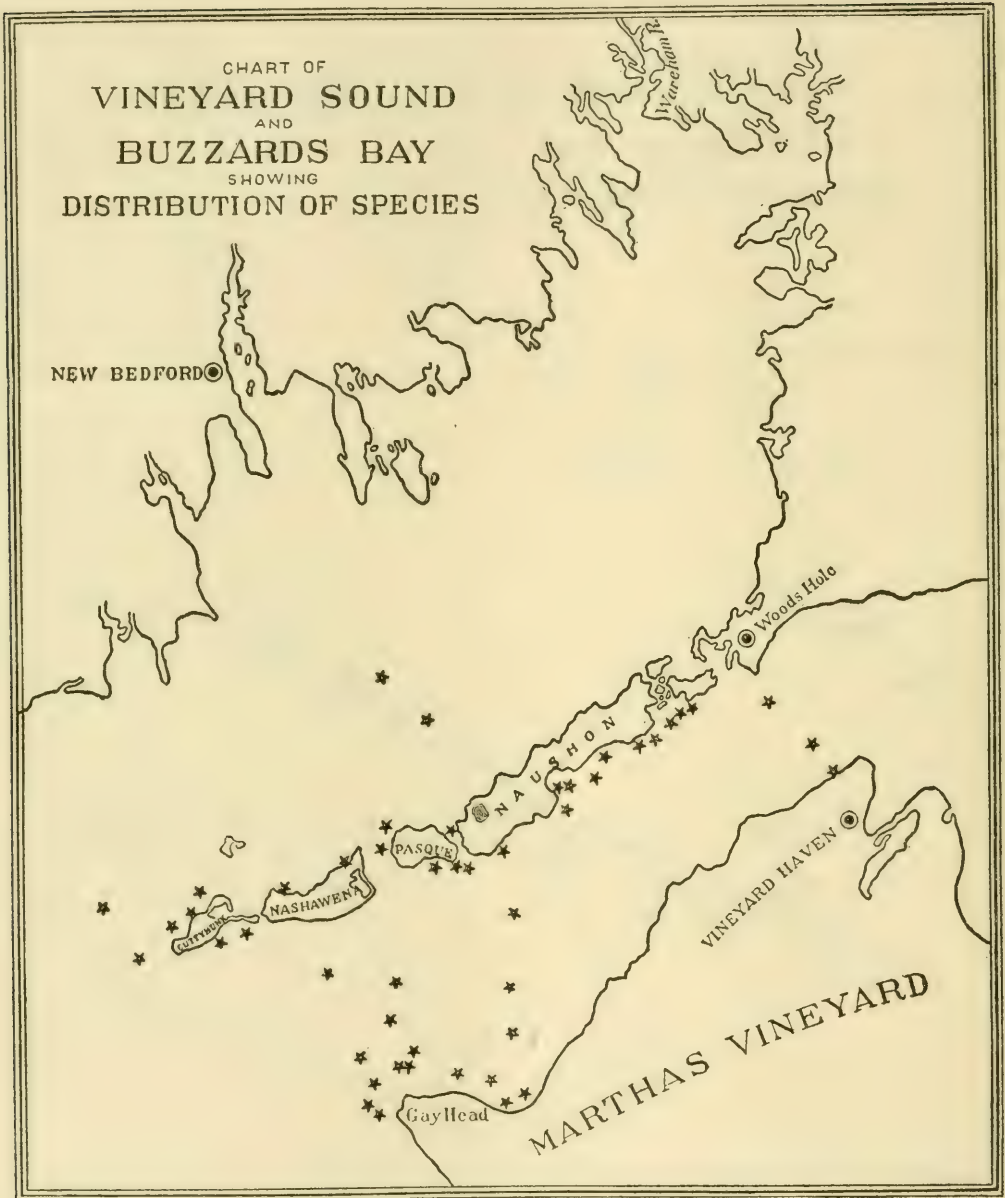 CHART OF
VINEYARD SOUND
AND
BUZZARDS BAY
SHOWING
DISTRIBUTION OF SPECIES
Wareham R.
NEW BEDFORD
Woods Hole
NAUSHON
PASQUE
NASHAWENA
CUTTYHUNK
VINEYARD HAVEN
MARTHAS VINEYARD
Gay Head